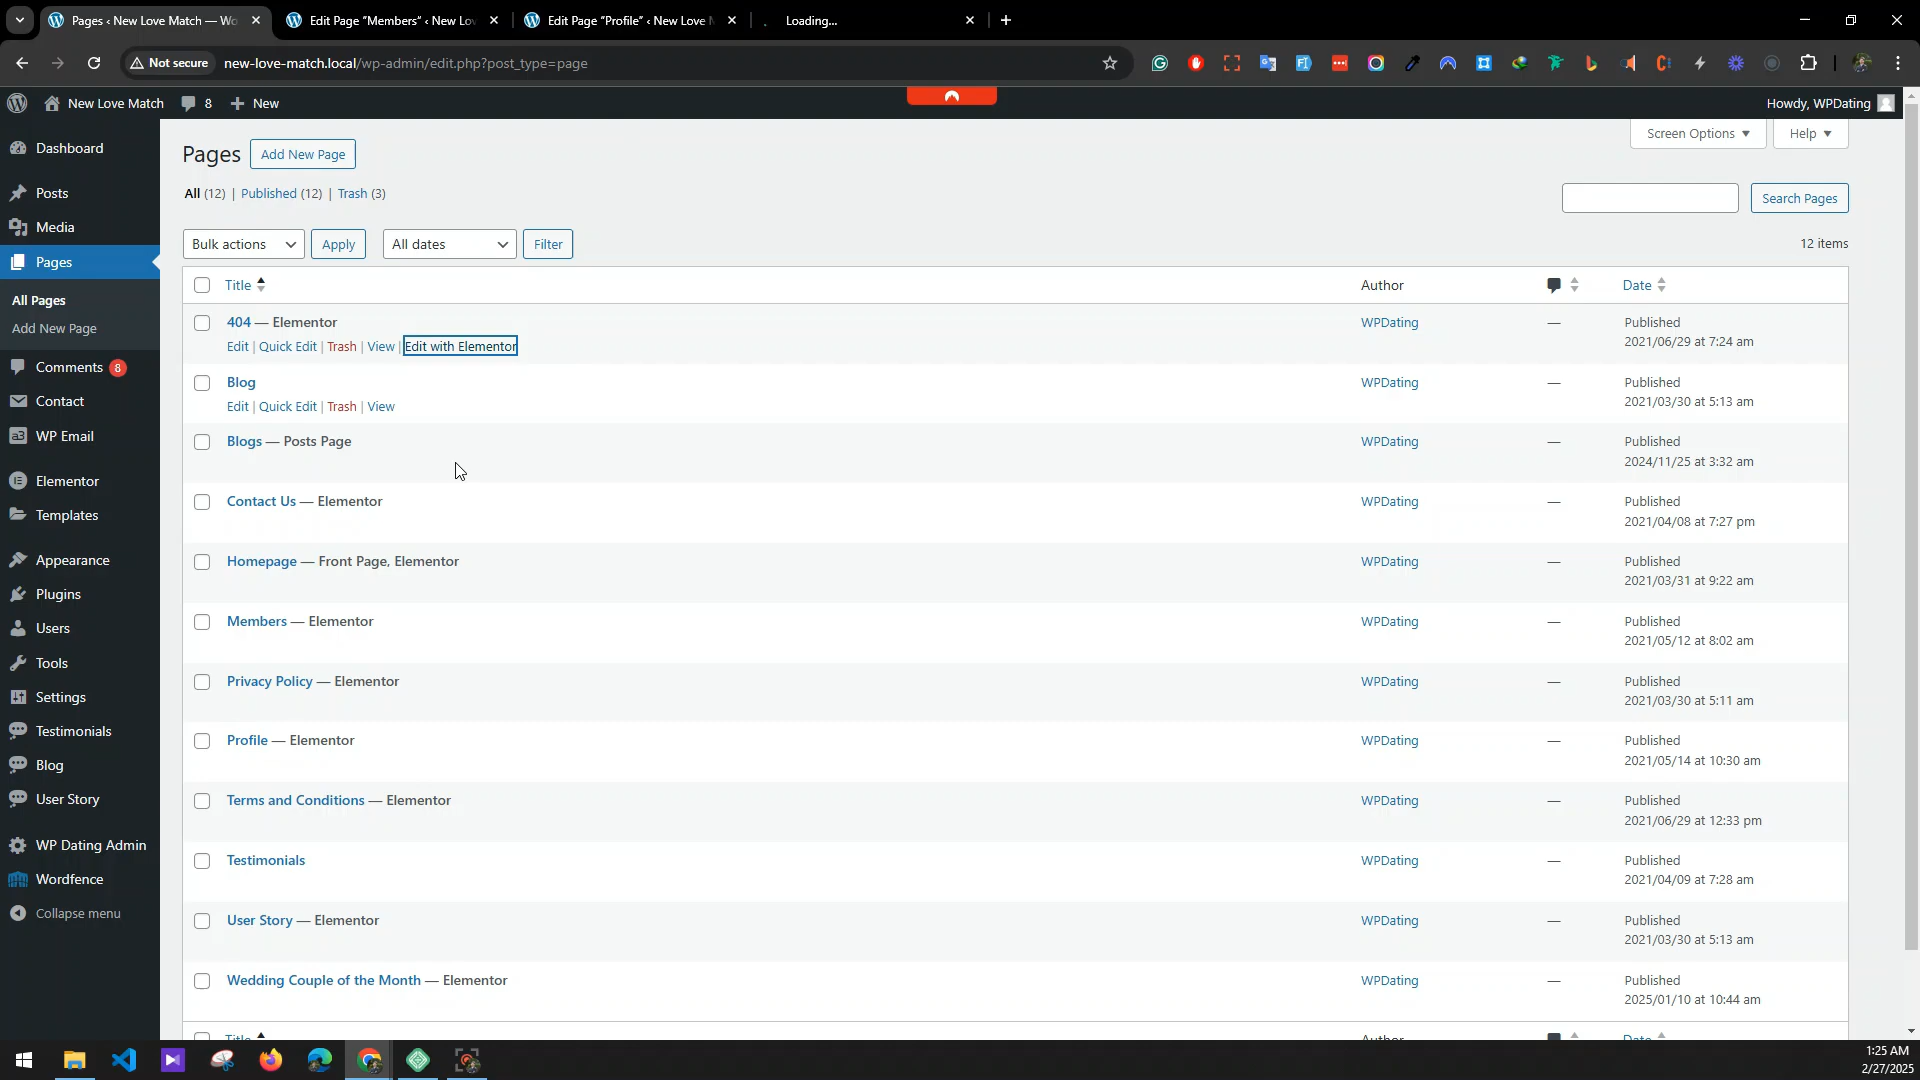 Pages ‹ New Love Match — Wo
Edit Page “Members” ‹ New Lov
Edit Page “Profile” ‹ New Love M
Loading...
Not secure
new-love-match.local/wp-admin/edit.php?post_type=page
New Love Match
8
New
Howdy, WPDating
Dashboard
Posts
Media
Pages
All Pages
Add New Page
Comments 8
Contact
WP Email
Elementor
Templates
Appearance
Plugins
Users
Tools
Settings
Testimonials
Blog
User Story
WP Dating Admin
Wordfence
Collapse menu
Screen Options
Help
Pages
Add New Page
All (12) | Published (12) | Trash (3)
Search Pages
Bulk actions
Apply
All dates
Filter
12 items
Title
Author
Date
404 — Elementor
Edit | Quick Edit | Trash | View | Edit with Elementor
WPDating
—
Published
2021/06/29 at 7:24 am
Blog
Edit | Quick Edit | Trash | View
WPDating
—
Published
2021/03/30 at 5:13 am
Blogs — Posts Page
WPDating
—
Published
2024/11/25 at 3:32 am
Contact Us — Elementor
WPDating
—
Published
2021/04/08 at 7:27 pm
Homepage — Front Page, Elementor
WPDating
—
Published
2021/03/31 at 9:22 am
Members — Elementor
WPDating
—
Published
2021/05/12 at 8:02 am
Privacy Policy — Elementor
WPDating
—
Published
2021/03/30 at 5:11 am
Profile — Elementor
WPDating
—
Published
2021/05/14 at 10:30 am
Terms and Conditions — Elementor
WPDating
—
Published
2021/06/29 at 12:33 pm
Testimonials
WPDating
—
Published
2021/04/09 at 7:28 am
User Story — Elementor
WPDating
—
Published
2021/03/30 at 5:13 am
Wedding Couple of the Month — Elementor
WPDating
—
Published
2025/01/10 at 10:44 am
Title
Author
Date
1:25 AM
2/27/2025